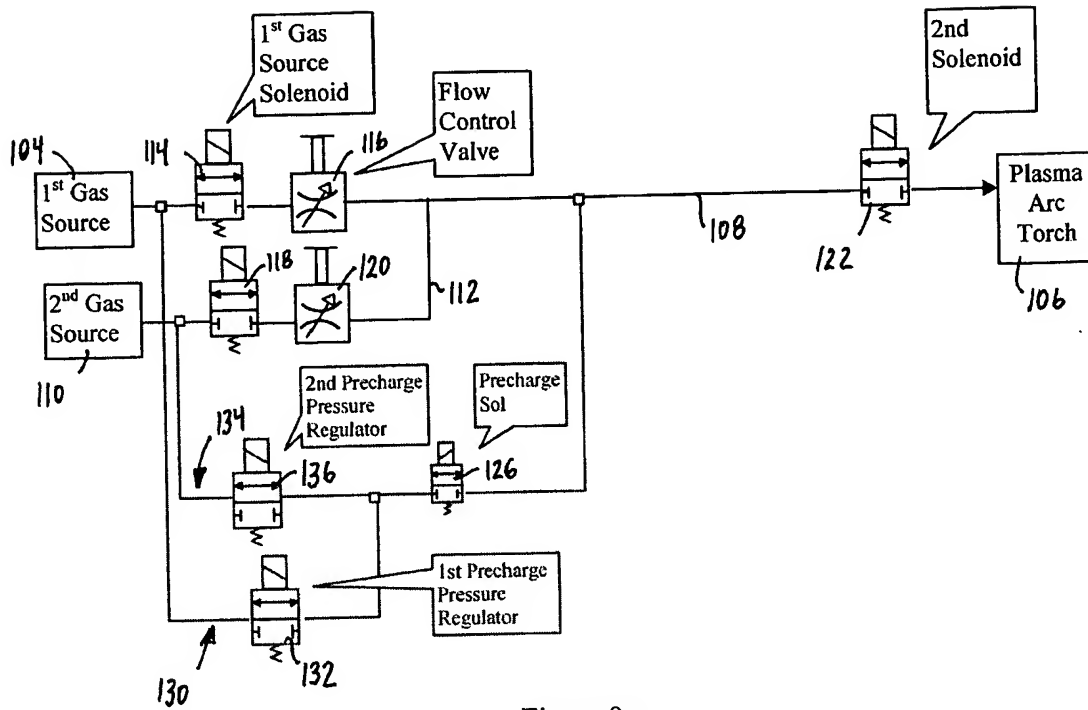 1st Gas
Source
Solenoid
Flow
Control
Valve
2nd
Solenoid
104
114
116
1st Gas
Source
108
122
Plasma
Arc
Torch
106
118
120
112
2nd Gas
Source
110
2nd Precharge
Pressure
Regulator
Precharge
Sol
134
136
126
1st Precharge
Pressure
Regulator
130
132